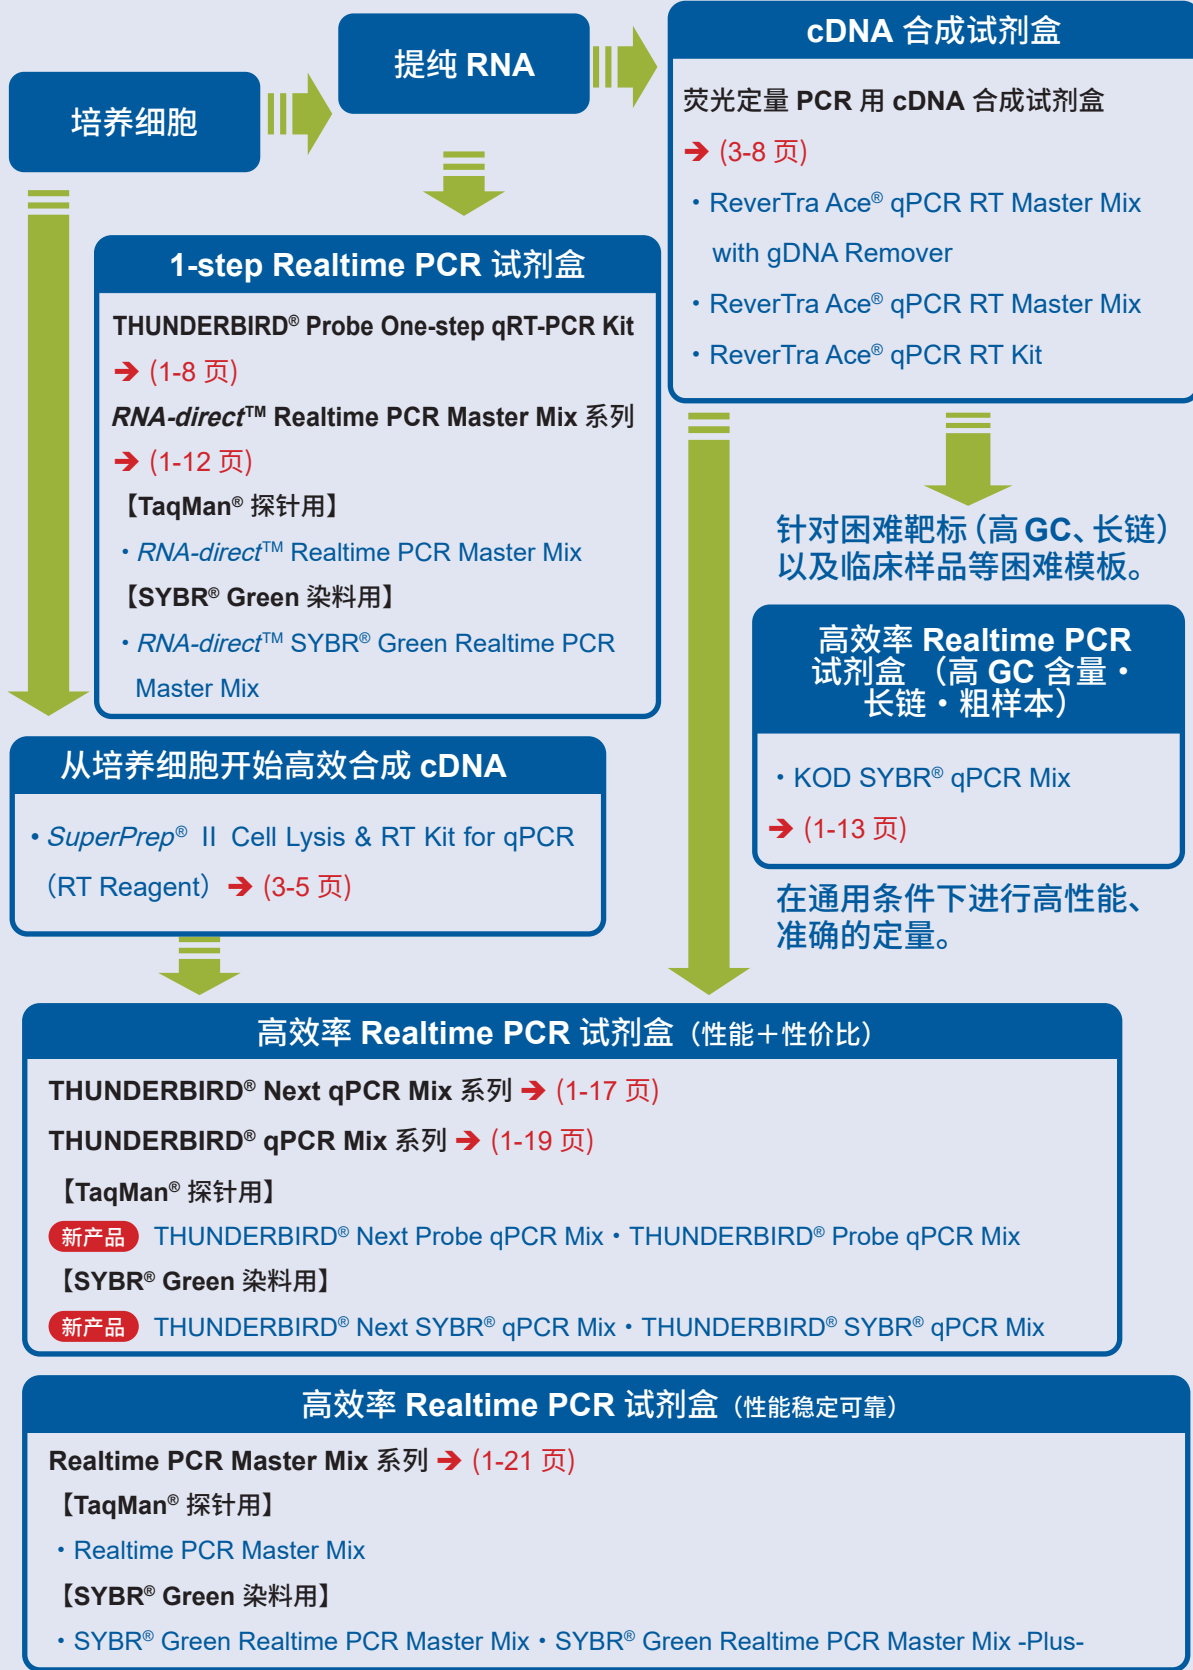 培养细胞
提纯 RNA
cDNA 合成试剂盒
荧光定量 PCR 用 cDNA 合成试剂盒
➔ (3-8 页)
・ReverTra Ace® qPCR RT Master Mix
with gDNA Remover
・ReverTra Ace® qPCR RT Master Mix
・ReverTra Ace® qPCR RT Kit
1-step Realtime PCR 试剂盒
THUNDERBIRD® Probe One-step qRT-PCR Kit
➔ (1-8 页)
RNA-direct™ Realtime PCR Master Mix 系列
➔ (1-12 页)
【TaqMan® 探针用】
・RNA-direct™ Realtime PCR Master Mix
【SYBR® Green 染料用】
・RNA-direct™ SYBR® Green Realtime PCR
Master Mix
针对困难靶标（高 GC、长链）
以及临床样品等困难模板。
高效率 Realtime PCR
试剂盒 （高 GC 含量・
长链・粗样本）
・KOD SYBR® qPCR Mix
➔ (1-13 页)
从培养细胞开始高效合成 cDNA
・SuperPrep® II Cell Lysis & RT Kit for qPCR
（RT Reagent） ➔ (3-5 页)
在通用条件下进行高性能、
准确的定量。
高效率 Realtime PCR 试剂盒（性能＋性价比）
THUNDERBIRD® Next qPCR Mix 系列 ➔ (1-17 页)
THUNDERBIRD® qPCR Mix 系列 ➔ (1-19 页)
【TaqMan® 探针用】
新产品 THUNDERBIRD® Next Probe qPCR Mix・THUNDERBIRD® Probe qPCR Mix
【SYBR® Green 染料用】
新产品 THUNDERBIRD® Next SYBR® qPCR Mix・THUNDERBIRD® SYBR® qPCR Mix
高效率 Realtime PCR 试剂盒（性能稳定可靠）
Realtime PCR Master Mix 系列 ➔ (1-21 页)
【TaqMan® 探针用】
・Realtime PCR Master Mix
【SYBR® Green 染料用】
・SYBR® Green Realtime PCR Master Mix・SYBR® Green Realtime PCR Master Mix -Plus-